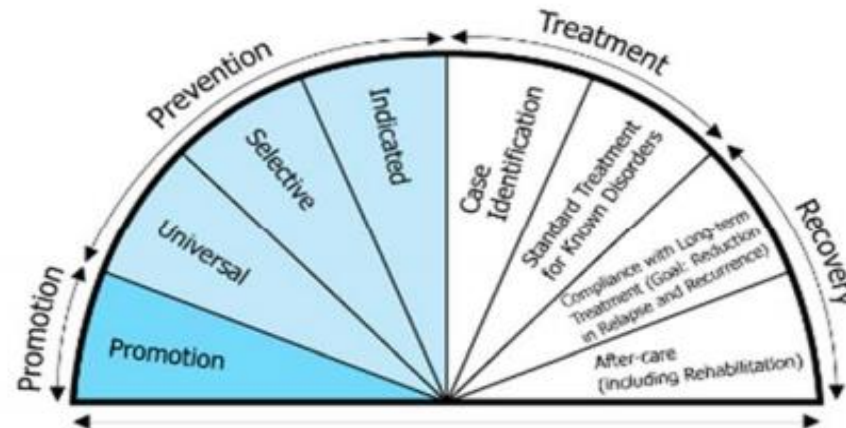 Promotion
Prevention
Treatment
Recovery
Promotion
Universal
Selective
Indicated
Case
Identification
Standard Treatment
for Known Disorders
Compliance with Long-term
Treatment (Goal: Reduction
in Relapse and Recurrence)
After-care
(including Rehabilitation)